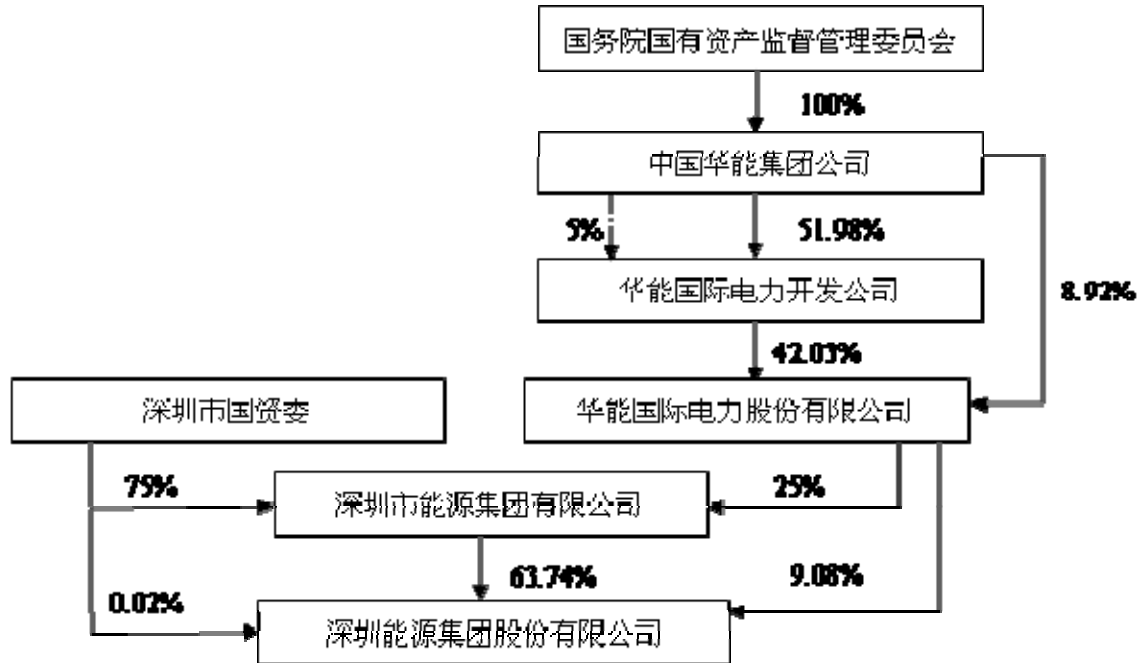 国务院国有资产监督管理委员会
100%
中国华能集团公司
5%
51.98%
华能国际电力开发公司
8.92%
42.03%
深圳市国资委
华能国际电力股份有限公司
75%
25%
深圳市能源集团有限公司
63.74%
9.08%
0.02%
深圳能源集团股份有限公司